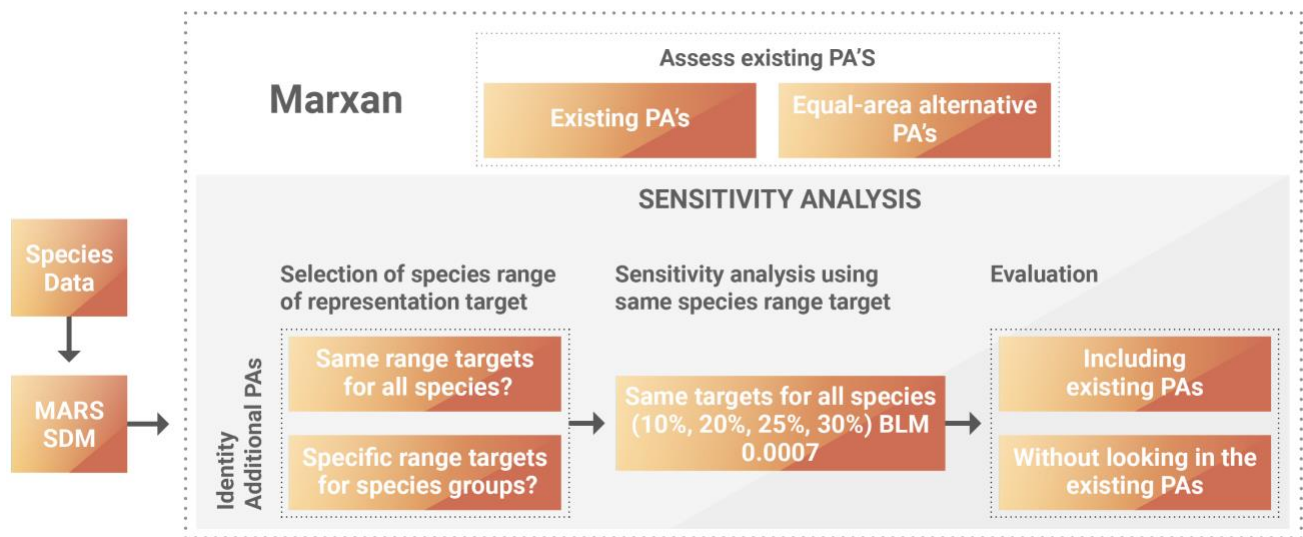 Assess existing PA'S
Marxan
Existing PA's
Equal-area alternative
PA's
SENSITIVITY ANALYSIS
Species
Data
MARS
SDM
Identity
Additional PAs
Selection of species range
of representation target
Same range targets
for all species?
Specific range targets
for species groups?
Sensitivity analysis using
same species range target
Same targets for all species
(10%, 20%, 25%, 30%) BLM
0.0007
Evaluation
Including
existing PAs
Without looking in the
existing PAs